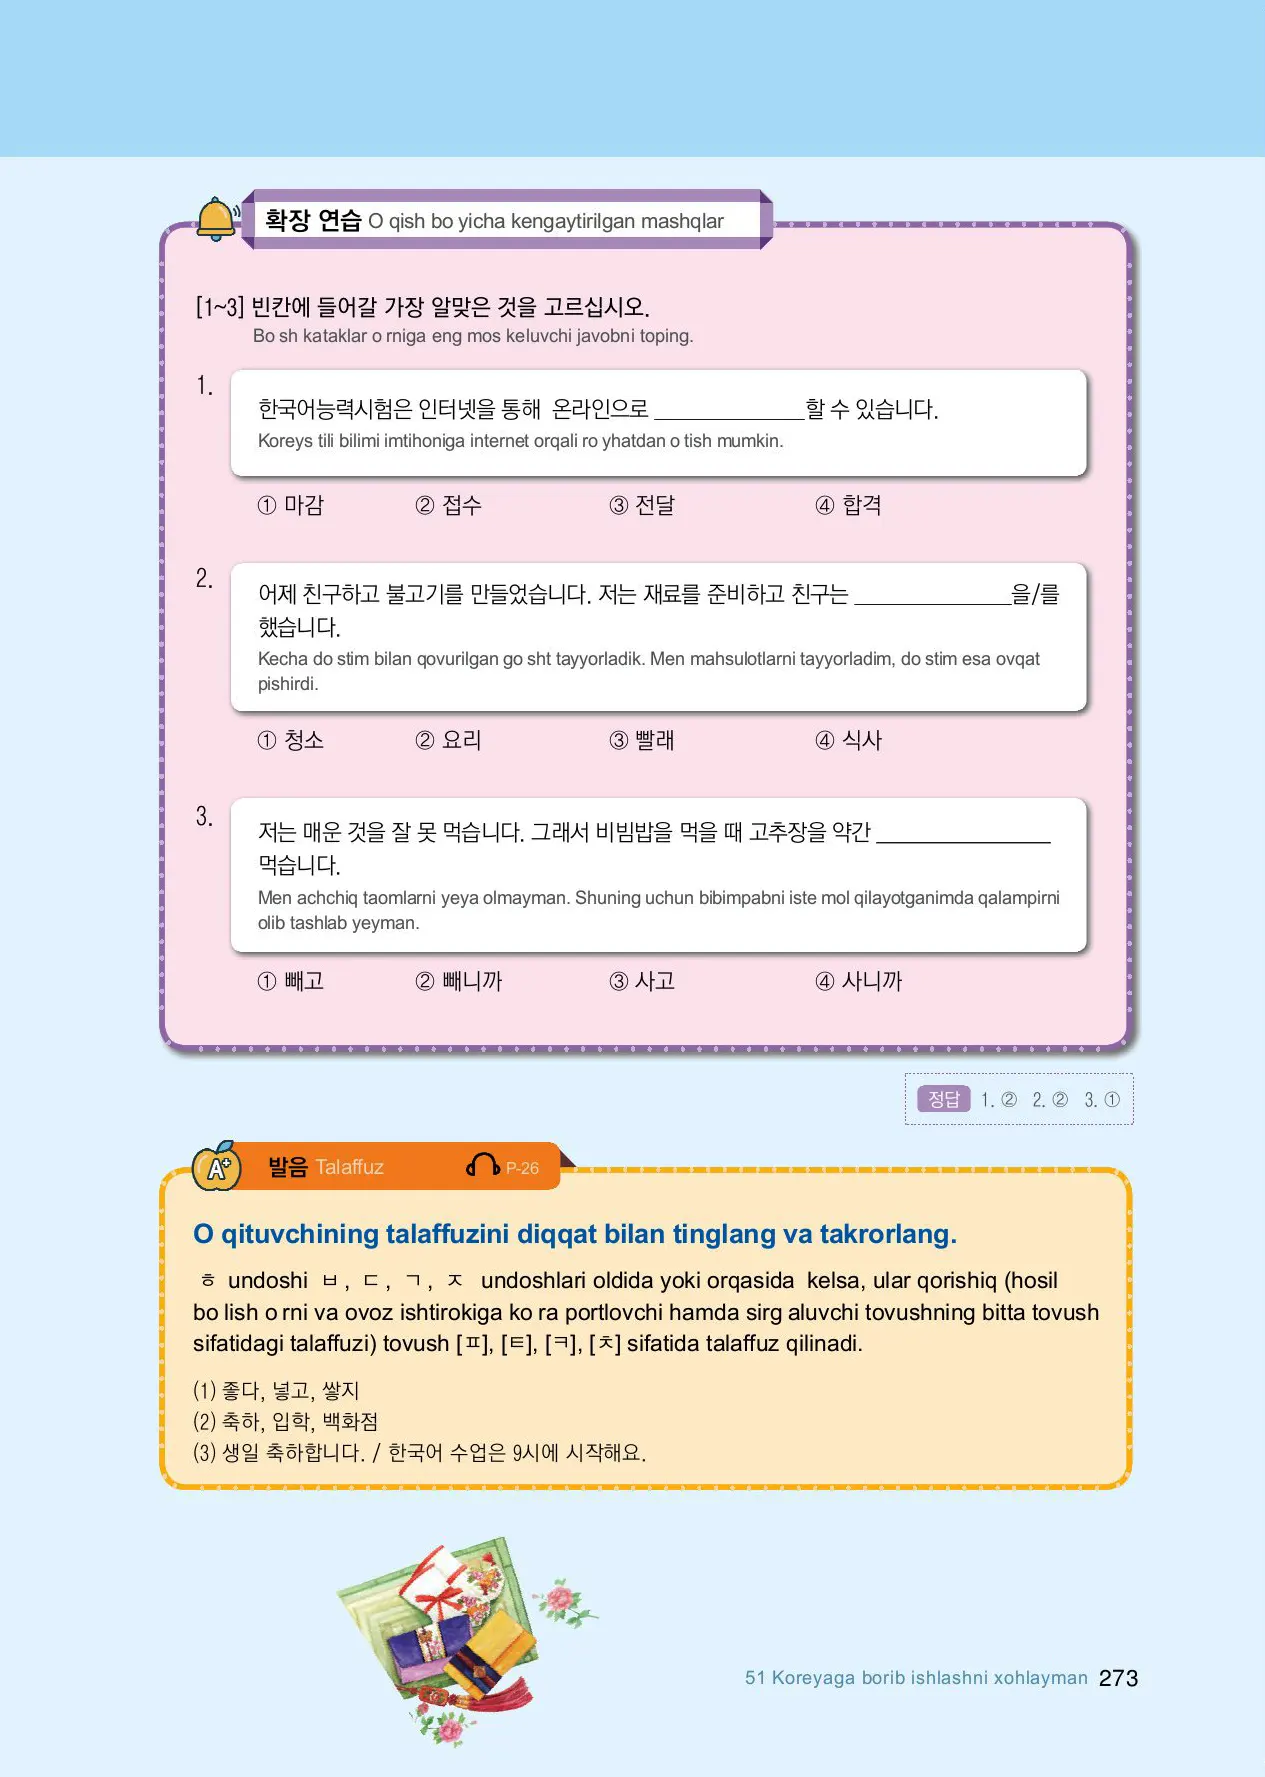 확장 연습 O qish bo yicha kengaytirilgan mashqlar
[1~3] 빈칸에 들어갈 가장 알맞은 것을 고르십시오.
Bo sh kataklar o rniga eng mos keluvchi javobni toping.
1.
한국어능력시험은 인터넷을 통해 온라인으로 ______________할 수 있습니다.
Koreys tili bilimi imtihoniga internet orqali ro yhatdan o tish mumkin.
① 마감 ② 접수 ③ 전달 ④ 합격
2.
어제 친구하고 불고기를 만들었습니다. 저는 재료를 준비하고 친구는 ______________을/를
했습니다.
Kecha do stim bilan qovurilgan go sht tayyorladik. Men mahsulotlarni tayyorladim, do stim esa ovqat
pishirdi.
① 청소 ② 요리 ③ 빨래 ④ 식사
3.
저는 매운 것을 잘 못 먹습니다. 그래서 비빔밥을 먹을 때 고추장을 약간 ________________
먹습니다.
Men achchiq taomlarni yeya olmayman. Shuning uchun bibimpabni iste mol qilayotganimda qalampirni
olib tashlab yeyman.
① 빼고 ② 빼니까 ③ 사고 ④ 사니까
정답 1. ② 2. ② 3. ①
A+ 발음 Talaffuz P-26
O qituvchining talaffuzini diqqat bilan tinglang va takrorlang.
ㅎ undoshi ㅂ, ㄷ, ㄱ, ㅈ undoshlari oldida yoki orqasida kelsa, ular qorishiq (hosil
bo lish o rni va ovoz ishtirokiga ko ra portlovchi hamda sirg aluvchi tovushning bitta tovush
sifatidagi talaffuzi) tovush [ㅍ], [ㅌ], [ㅋ], [ㅊ] sifatida talaffuz qilinadi.
(1) 좋다, 넣고, 쌓지
(2) 축하, 입학, 백화점
(3) 생일 축하합니다. / 한국어 수업은 9시에 시작해요.
51 Koreyaga borib ishlashni xohlayman 273